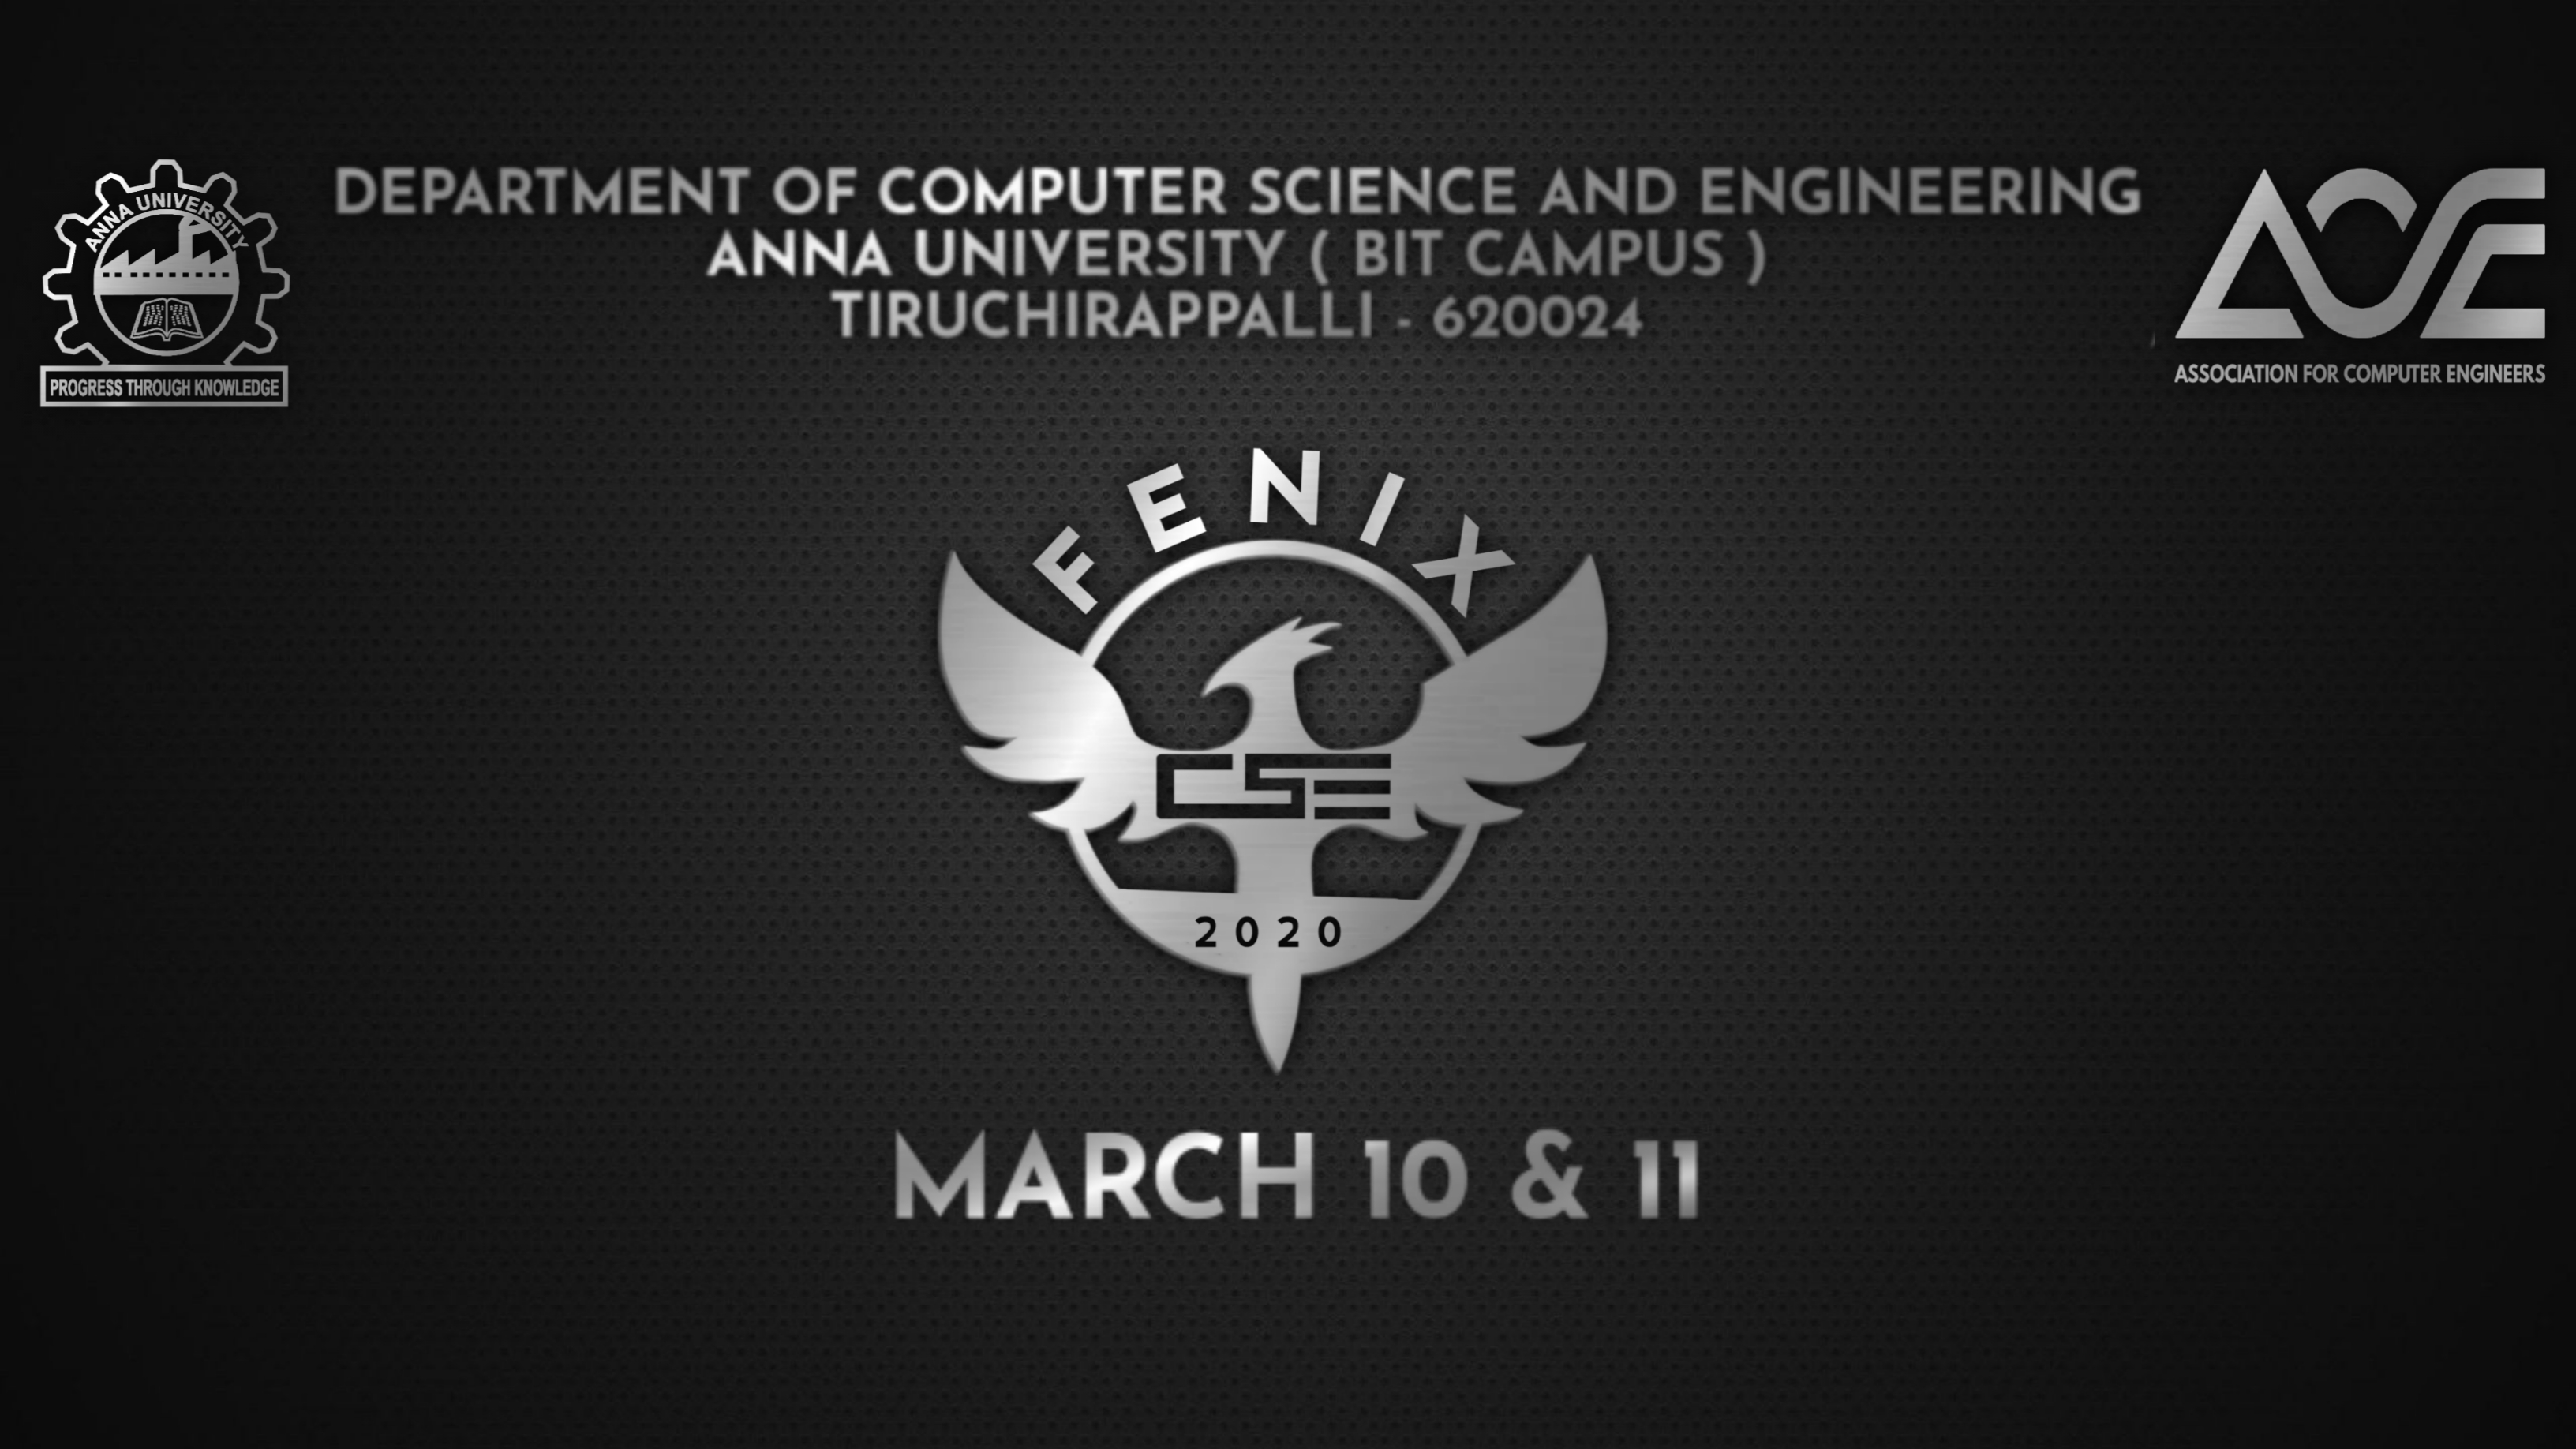 ANNA UNIVERSITY
PROGRESS THROUGH KNOWLEDGE
DEPARTMENT OF COMPUTER SCIENCE AND ENGINEERING
ANNA UNIVERSITY ( BIT CAMPUS )
TIRUCHIRAPPALLI - 620024
ACE
ASSOCIATION FOR COMPUTER ENGINEERS
FENIX
CSE
2020
MARCH 10 & 11